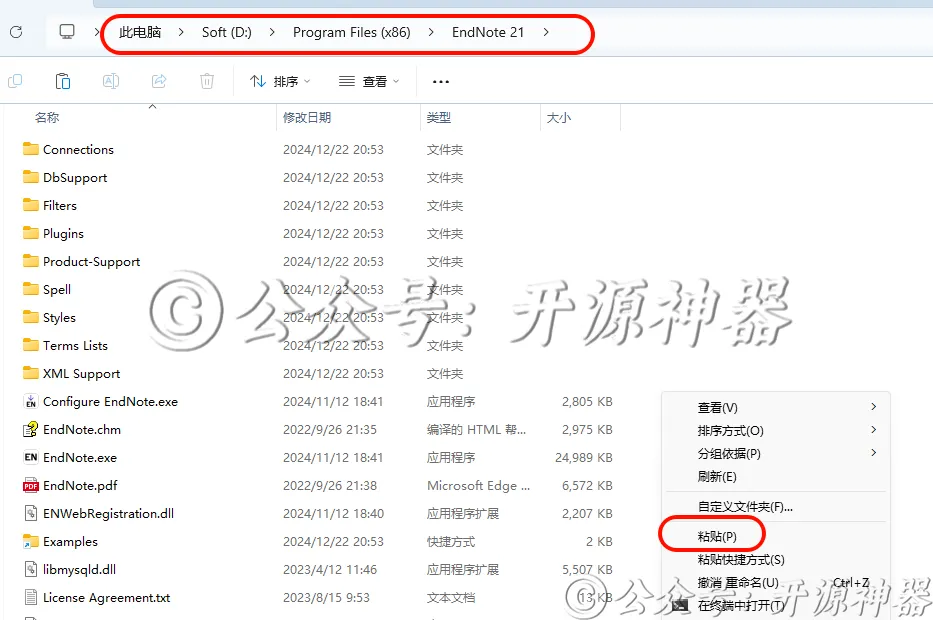 此电脑 > Soft (D:) > Program Files (x86) > EndNote 21 >
排序 查看 ...
名称 修改日期 类型 大小
Connections 2024/12/22 20:53 文件夹
DbSupport 2024/12/22 20:53 文件夹
Filters 2024/12/22 20:53 文件夹
Plugins 2024/12/22 20:53 文件夹
Product-Support 2024/12/22 20:53 文件夹
Spell 2024/12/22 20:53 文件夹
Styles 2024/12/22 20:53 文件夹
©公众号：开源神器
Terms Lists 2024/12/22 20:53 文件夹
XML Support 2024/12/22 20:53 文件夹
Configure EndNote.exe 2024/11/12 18:41 应用程序 2,805 KB
EndNote.chm 2022/9/26 21:35 编译的 HTML 帮... 2,975 KB
EndNote.exe 2024/11/12 18:41 应用程序 24,989 KB
EndNote.pdf 2022/9/26 21:38 Microsoft Edge ... 6,572 KB
ENWebRegistration.dll 2024/11/12 18:40 应用程序扩展 2,207 KB
Examples 2024/12/22 20:53 快捷方式 2 KB
libmysqld.dll 2023/4/12 11:46 应用程序扩展 5,507 KB
License Agreement.txt 2023/8/15 9:53 文本文档 13 KB
查看(V)
排序方式(O)
分组依据(P)
刷新(E)
自定义文件夹(F)...
粘贴(P)
粘贴快捷方式(S)
撤消 重命名(U) Ctrl+Z
在终端中打开(T)
©公众号：开源神器